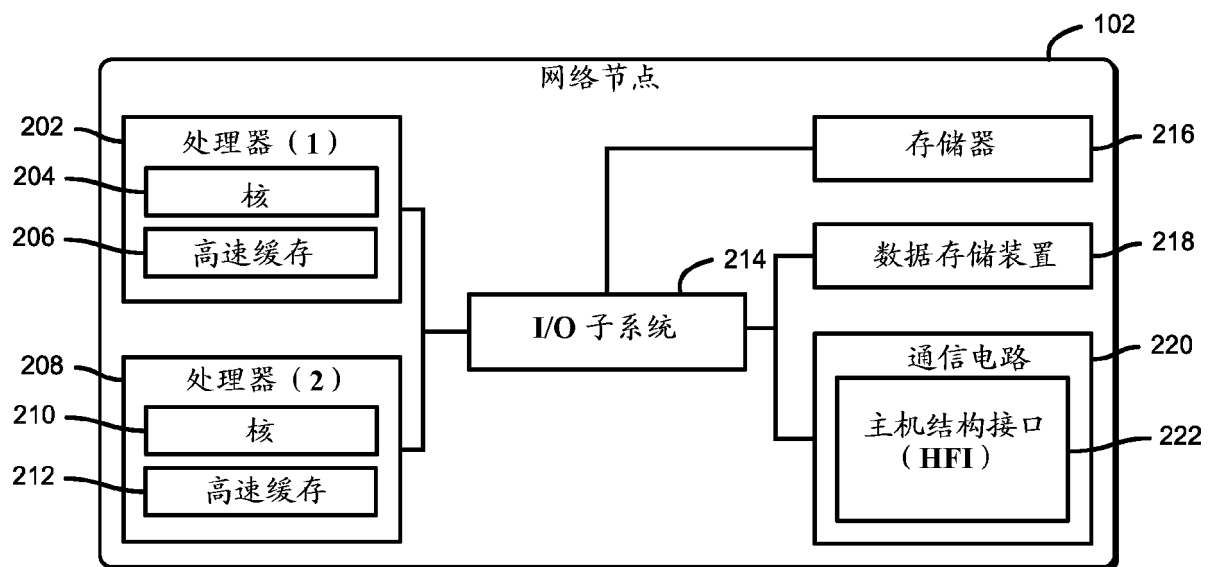 102
网络节点
202
处理器（1）
204
核
206
高速缓存
208
处理器（2）
210
核
212
高速缓存
214
I/O 子系统
存储器
216
数据存储装置
218
通信电路
220
主机结构接口
（HFI）
222